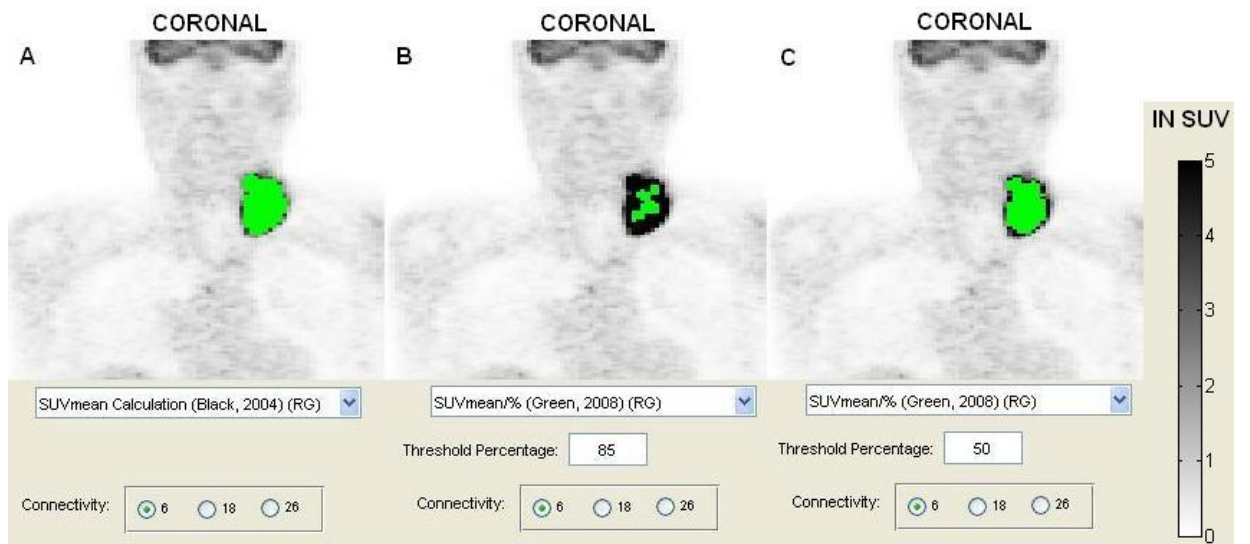 CORONAL
A
SUVmean Calculation (Black, 2004) (RG)
Connectivity: 6 18 26
CORONAL
B
SUVmean/% (Green, 2008) (RG)
Threshold Percentage: 85
Connectivity: 6 18 26
CORONAL
C
SUVmean/% (Green, 2008) (RG)
Threshold Percentage: 50
Connectivity: 6 18 26
IN SUV
5
4
3
2
1
0